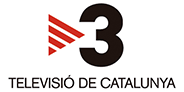 3
TELEVISIÓ DE CATALUNYA